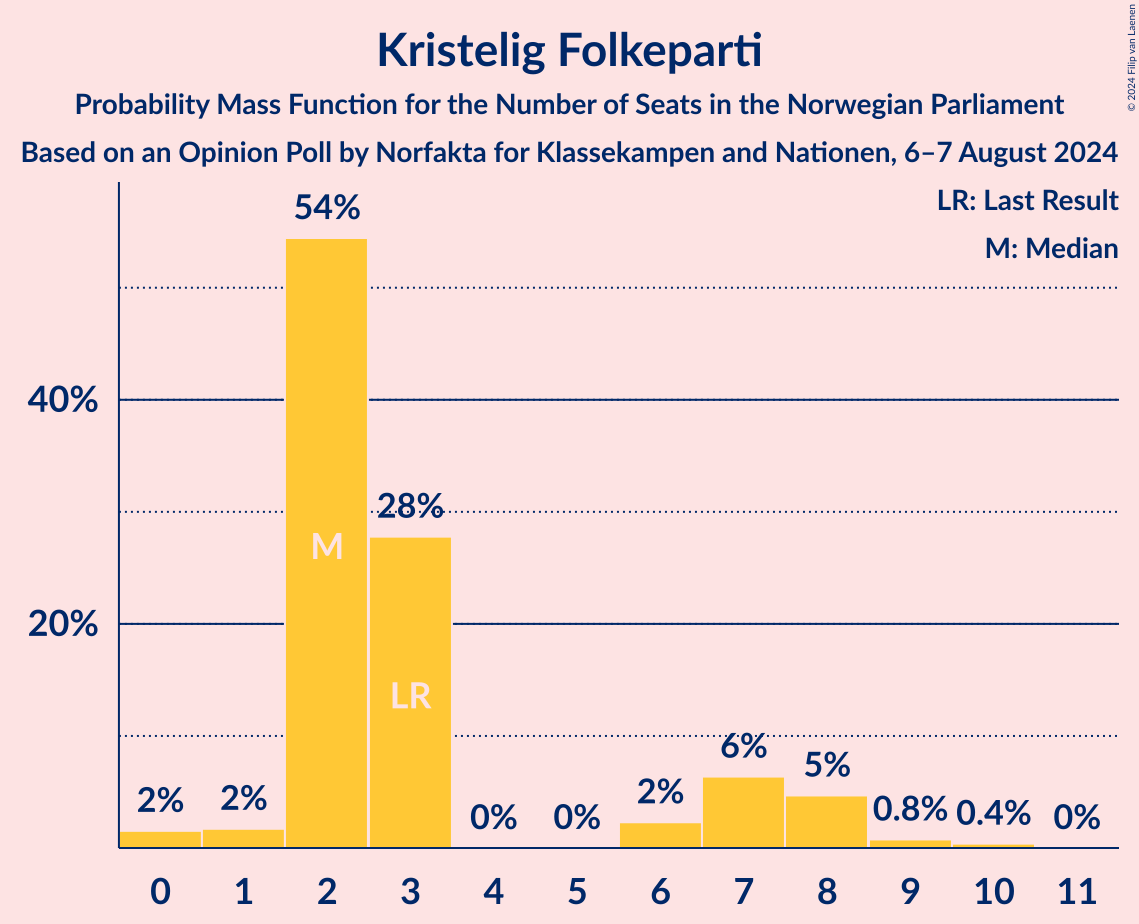 Kristelig Folkeparti
Probability Mass Function for the Number of Seats in the Norwegian Parliament
Based on an Opinion Poll by Norfakta for Klassekampen and Nationen, 6–7 August 2024
LR: Last Result
M: Median
54%
40%
28%
M
20%
LR
6%
5%
2%
2%
2%
0%
0%
0.8%
0.4%
0%
0 1 2 3 4 5 6 7 8 9 10 11
© 2024 Filip van Laenen